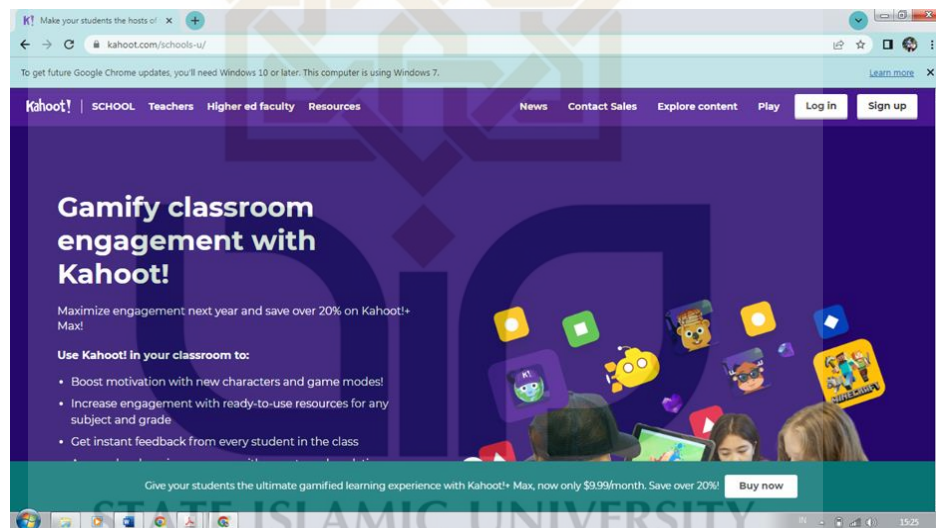 K! Make your students the hosts of
kahoot.com/schools-u/
To get future Google Chrome updates, you'll need Windows 10 or later. This computer is using Windows 7. Learn more
Kahoot! SCHOOL Teachers Higher ed faculty Resources News Contact Sales Explore content Play Log in Sign up
Gamify classroom
engagement with
Kahoot!
Maximize engagement next year and save over 20% on Kahoot!+
Max!
Use Kahoot! in your classroom to:
• Boost motivation with new characters and game modes!
• Increase engagement with ready-to-use resources for any
subject and grade
• Get instant feedback from every student in the class
K!
MINECRAFT
Give your students the ultimate gamified learning experience with Kahoot!+ Max, now only $9.99/month. Save over 20%! Buy now
STATE ISLAMIC UNIVERSITY
IN 15:25